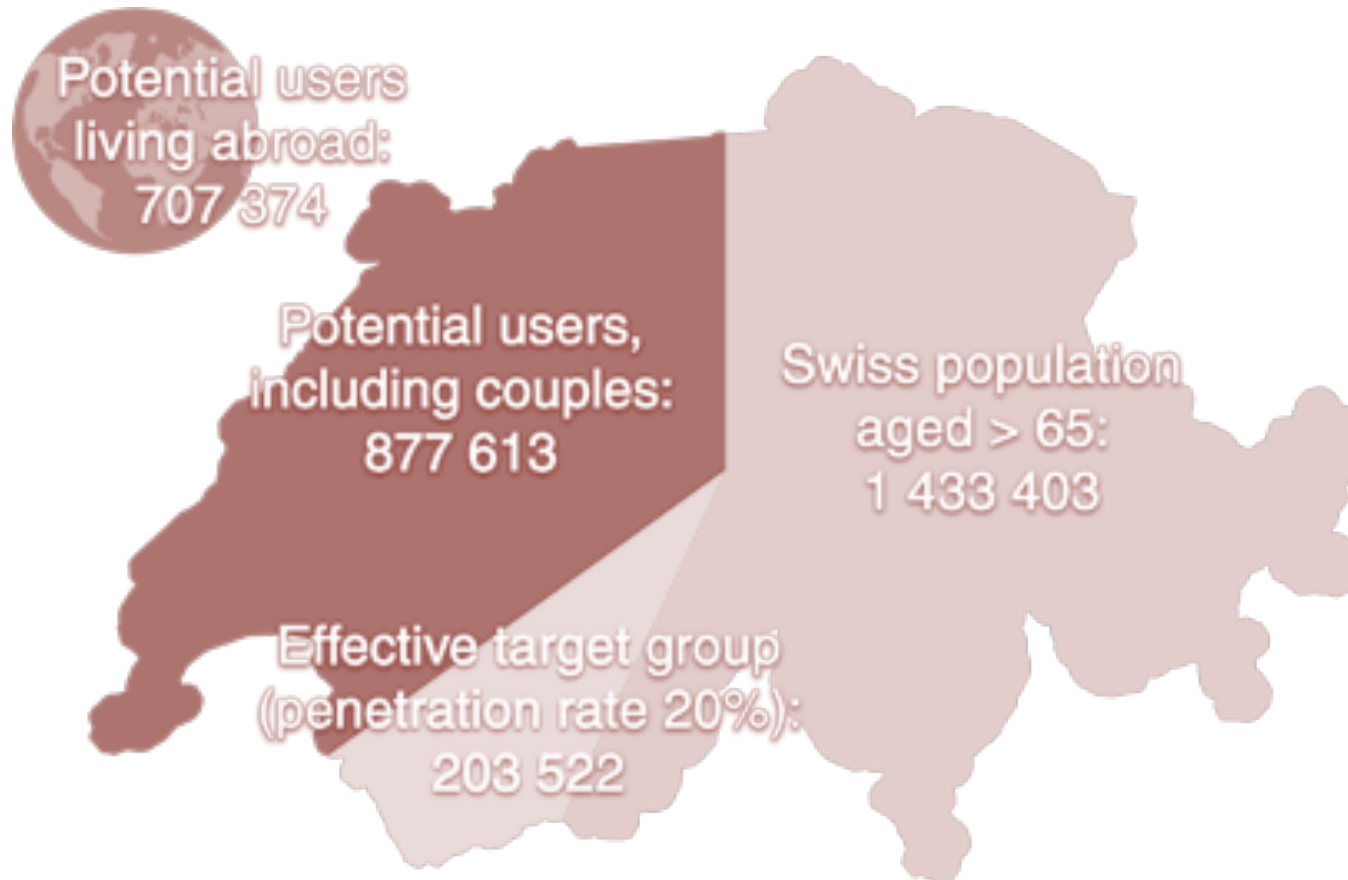 Potential users
living abroad:
707 374
Potential users,
including couples:
877 613
Swiss population
aged > 65:
1 433 403
Effective target group
(penetration rate 20%):
203 522